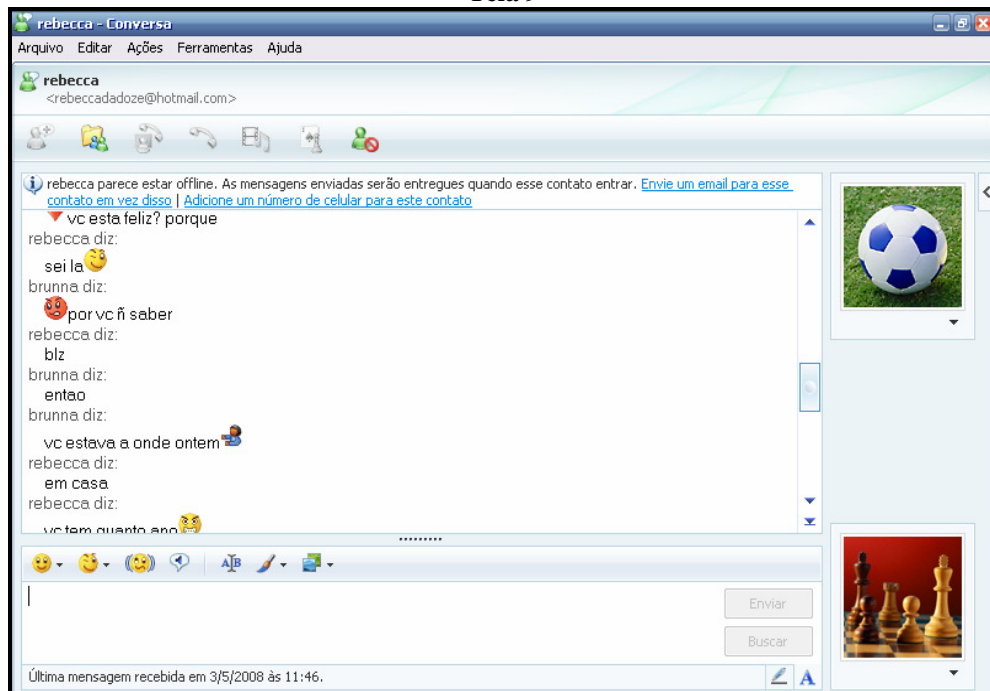 rebecca - Conversa
Arquivo Editar Ações Ferramentas Ajuda
rebecca
<rebeccadadoze@hotmail.com>
rebecca parece estar offline. As mensagens enviadas serão entregues quando esse contato entrar. Envie um email para esse
contato em vez disso | Adicione um número de celular para este contato
vc esta feliz? porque
rebecca diz:
sei la
brunna diz:
por vc ñ saber
rebecca diz:
blz
brunna diz:
entao
brunna diz:
vc estava a onde ontem
rebecca diz:
em casa
rebecca diz:
vc tem quanto ano
Enviar
Buscar
Última mensagem recebida em 3/5/2008 às 11:46.